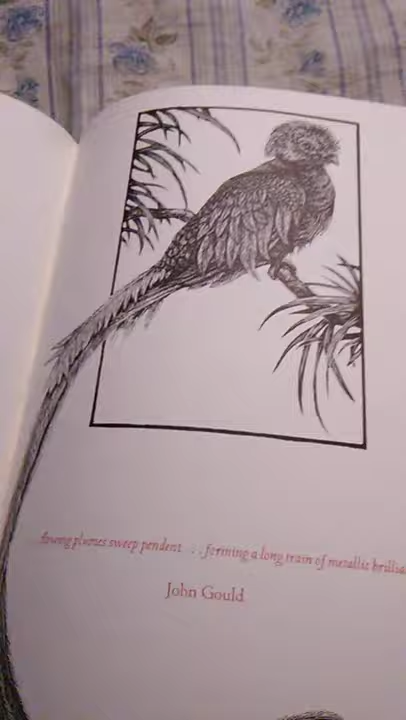 flowing plumes sweep pendent . . . forming a long train of metallic brillia
John Gould